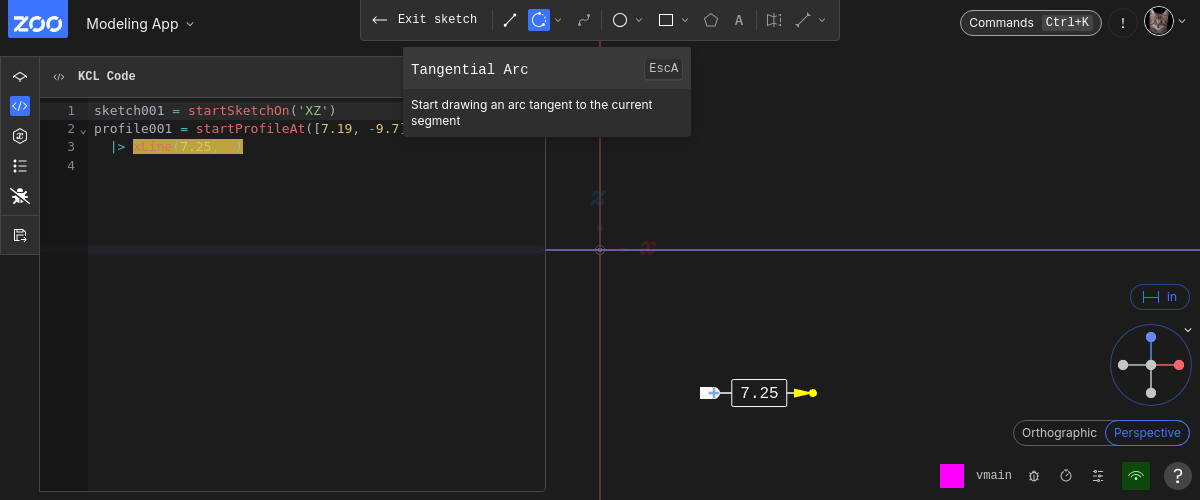 ZOO Modeling App
Exit sketch
A
Commands Ctrl+K
!
Tangential Arc EscA
Start drawing an arc tangent to the current
segment
KCL Code
1 sketch001 = startSketchOn('XZ')
2 profile001 = startProfileAt([7.19, -9.7]
3 |> xLine(7.25,
4
z
x
7.25
in
Orthographic Perspective
vmain
?